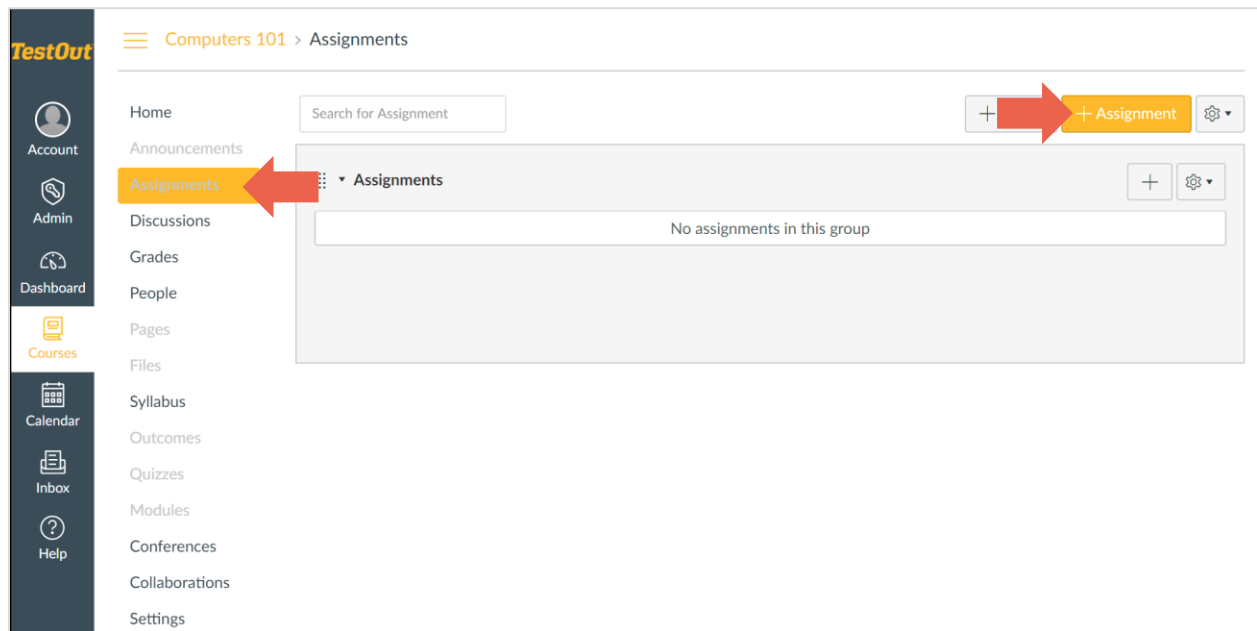 TestOut
Computers 101 > Assignments
Account
Admin
Dashboard
Courses
Calendar
Inbox
Help
Home
Announcements
Assignments
Discussions
Grades
People
Pages
Files
Syllabus
Outcomes
Quizzes
Modules
Conferences
Collaborations
Settings
Search for Assignment
+
+ Assignment
Assignments
+
No assignments in this group